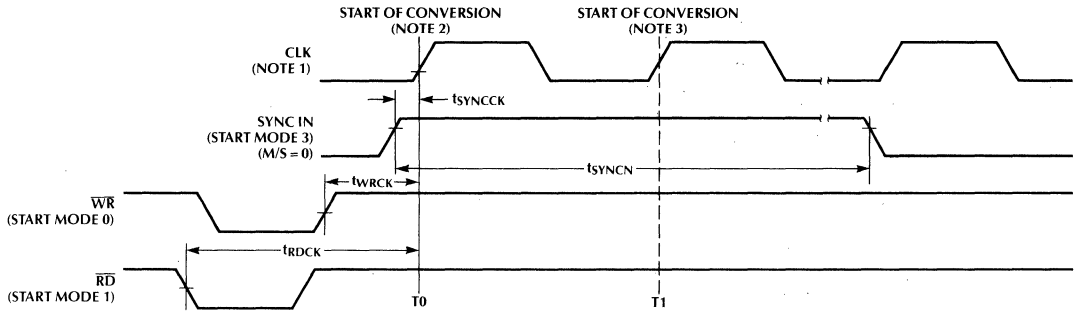 START OF CONVERSION
(NOTE 2)
START OF CONVERSION
(NOTE 3)
CLK
(NOTE 1)
tSYNCCK
SYNC IN
(START MODE 3)
(M/S = 0)
tSYNCN
tWRCK
WR
(START MODE 0)
tRDCK
RD
(START MODE 1)
T0
T1